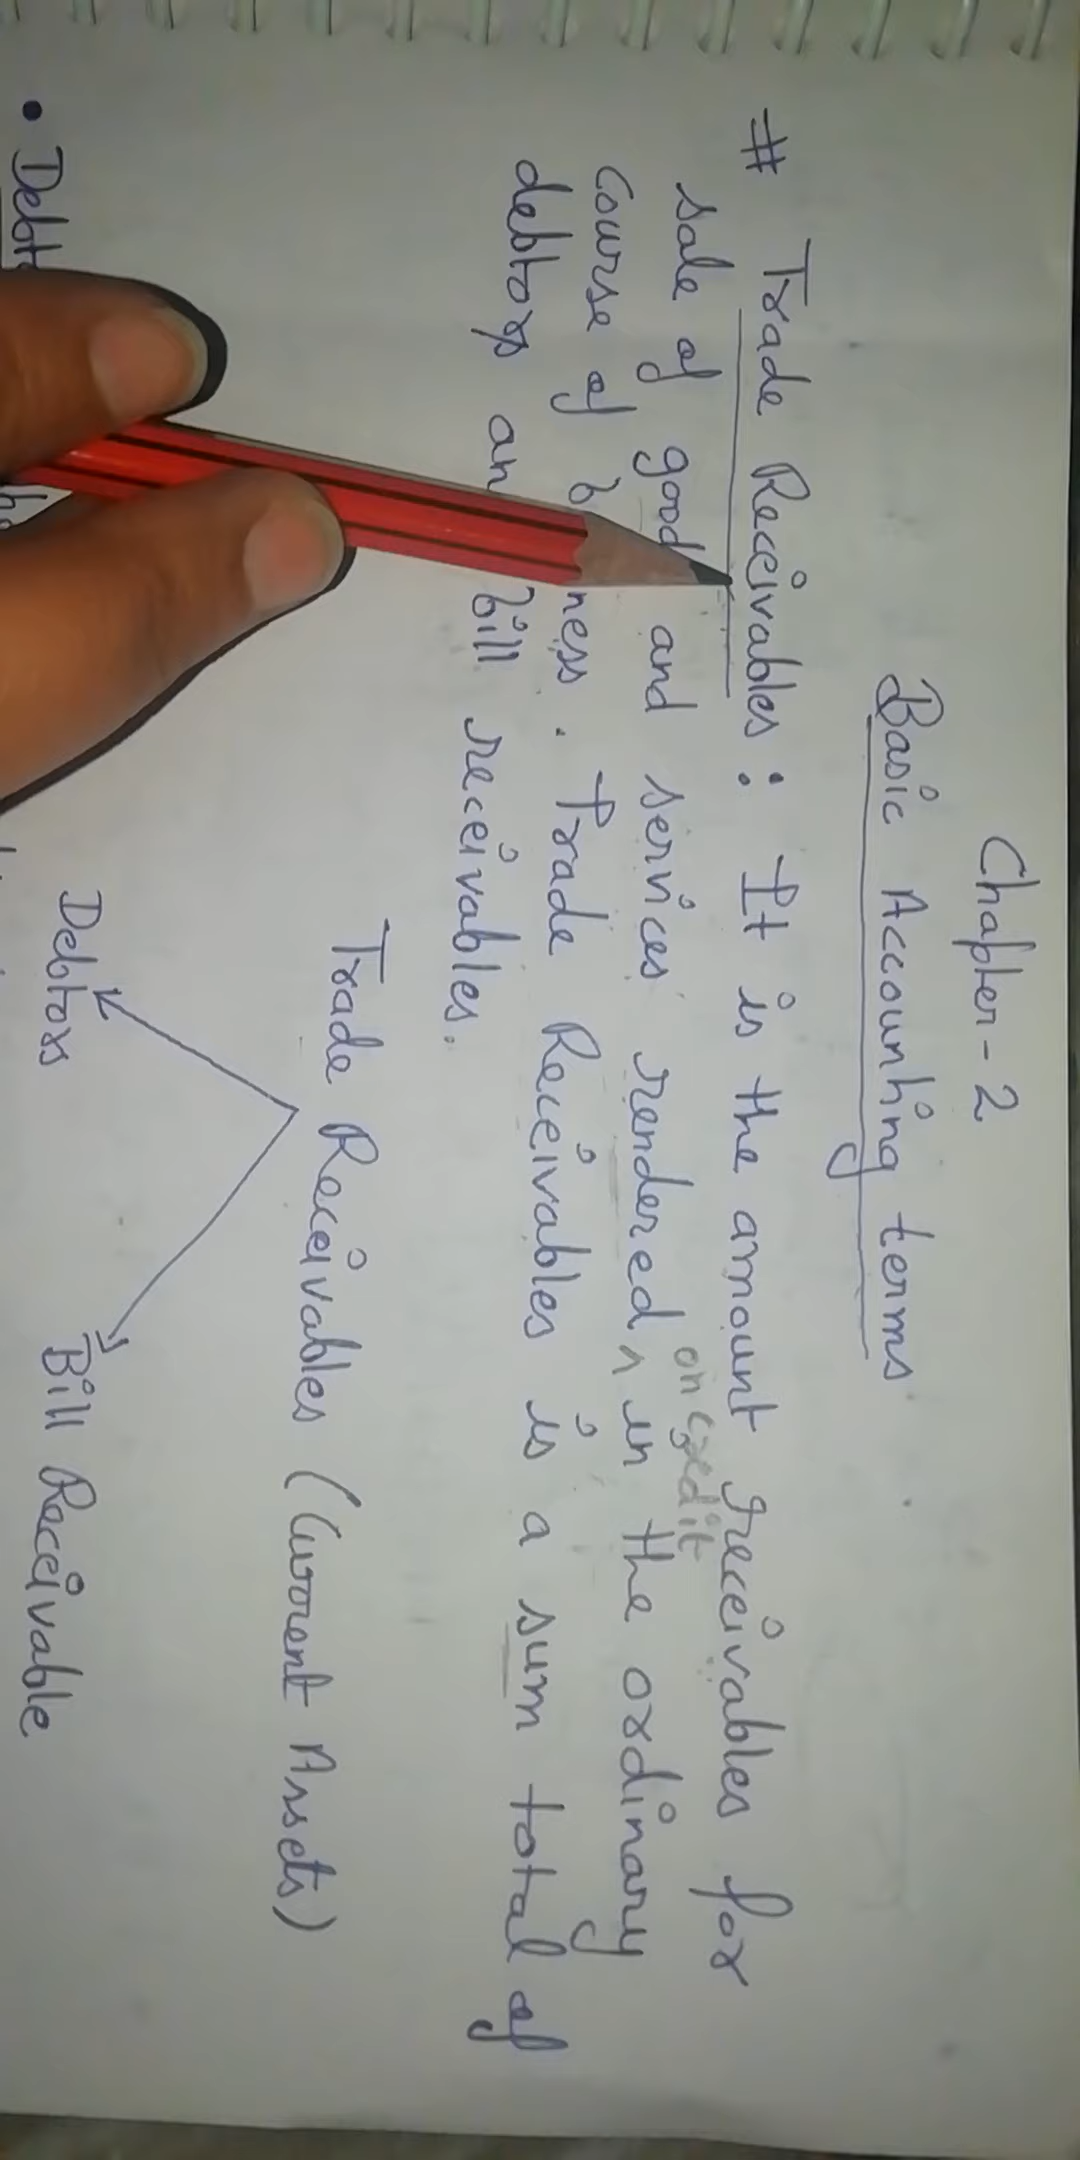 Chapter-2
Basic Accounting terms
# Trade Receivables : It is the amount receivables for
on credit
sale of good and services rendered ^ in the ordinary
Course of b ness. Trade Receivables is a sum total of
debtors an bill receivables.
Trade Receivables (Current Assets)
Debtors Bill Receivable
• Debt